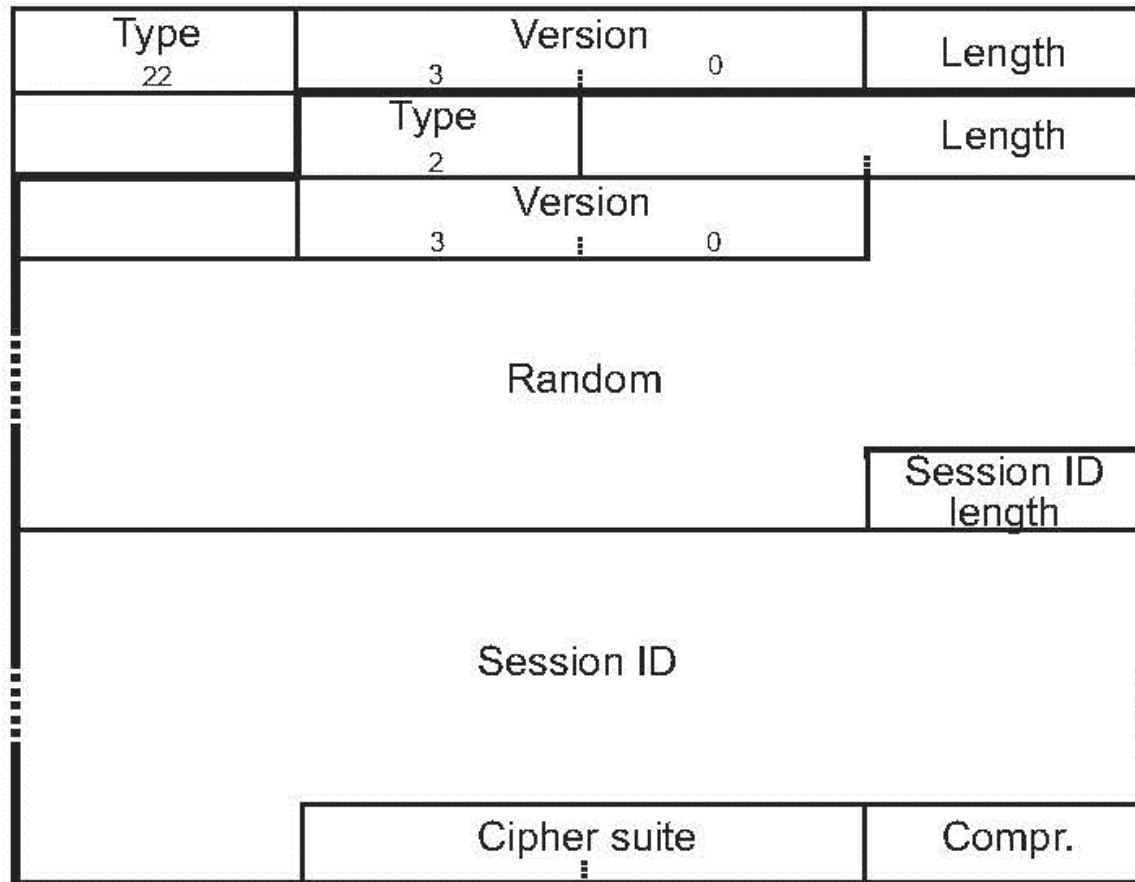 Type Version Length
22 3 0
Type Length
2
Version
3 0
Random
Session ID
length
Session ID
Cipher suite Compr.